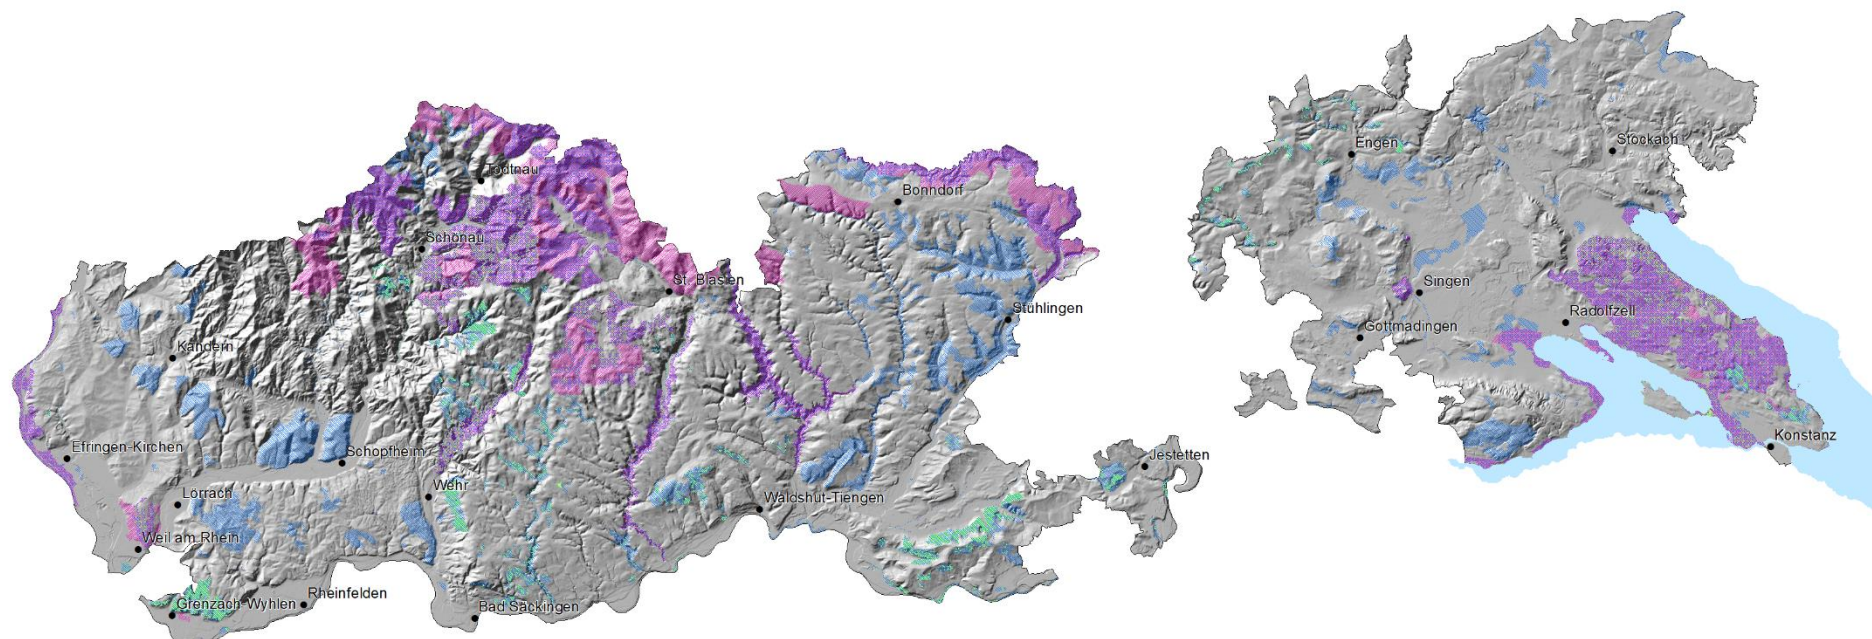 Todtnau
Schönau
St. Blasien
Bonndorf
Stühlingen
Kandern
Efringen-Kirchen
Schopfheim
Lörrach
Wehr
Weil am Rhein
Waldshut-Tiengen
Jestetten
Rheinfelden
Grenzach-Wyhlen
Bad Säckingen
Engen
Stockach
Singen
Radolfzell
Gottmadingen
Konstanz